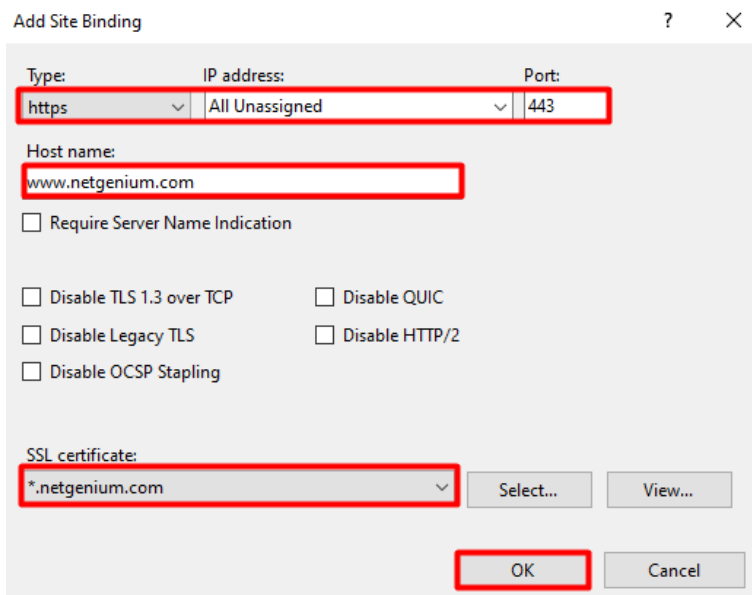 Add Site Binding ?
Type: IP address: Port:
https All Unassigned 443
Host name:
www.netgenium.com
Require Server Name Indication
Disable TLS 1.3 over TCP Disable QUIC
Disable Legacy TLS Disable HTTP/2
Disable OCSP Stapling
SSL certificate:
*.netgenium.com Select... View...
OK Cancel